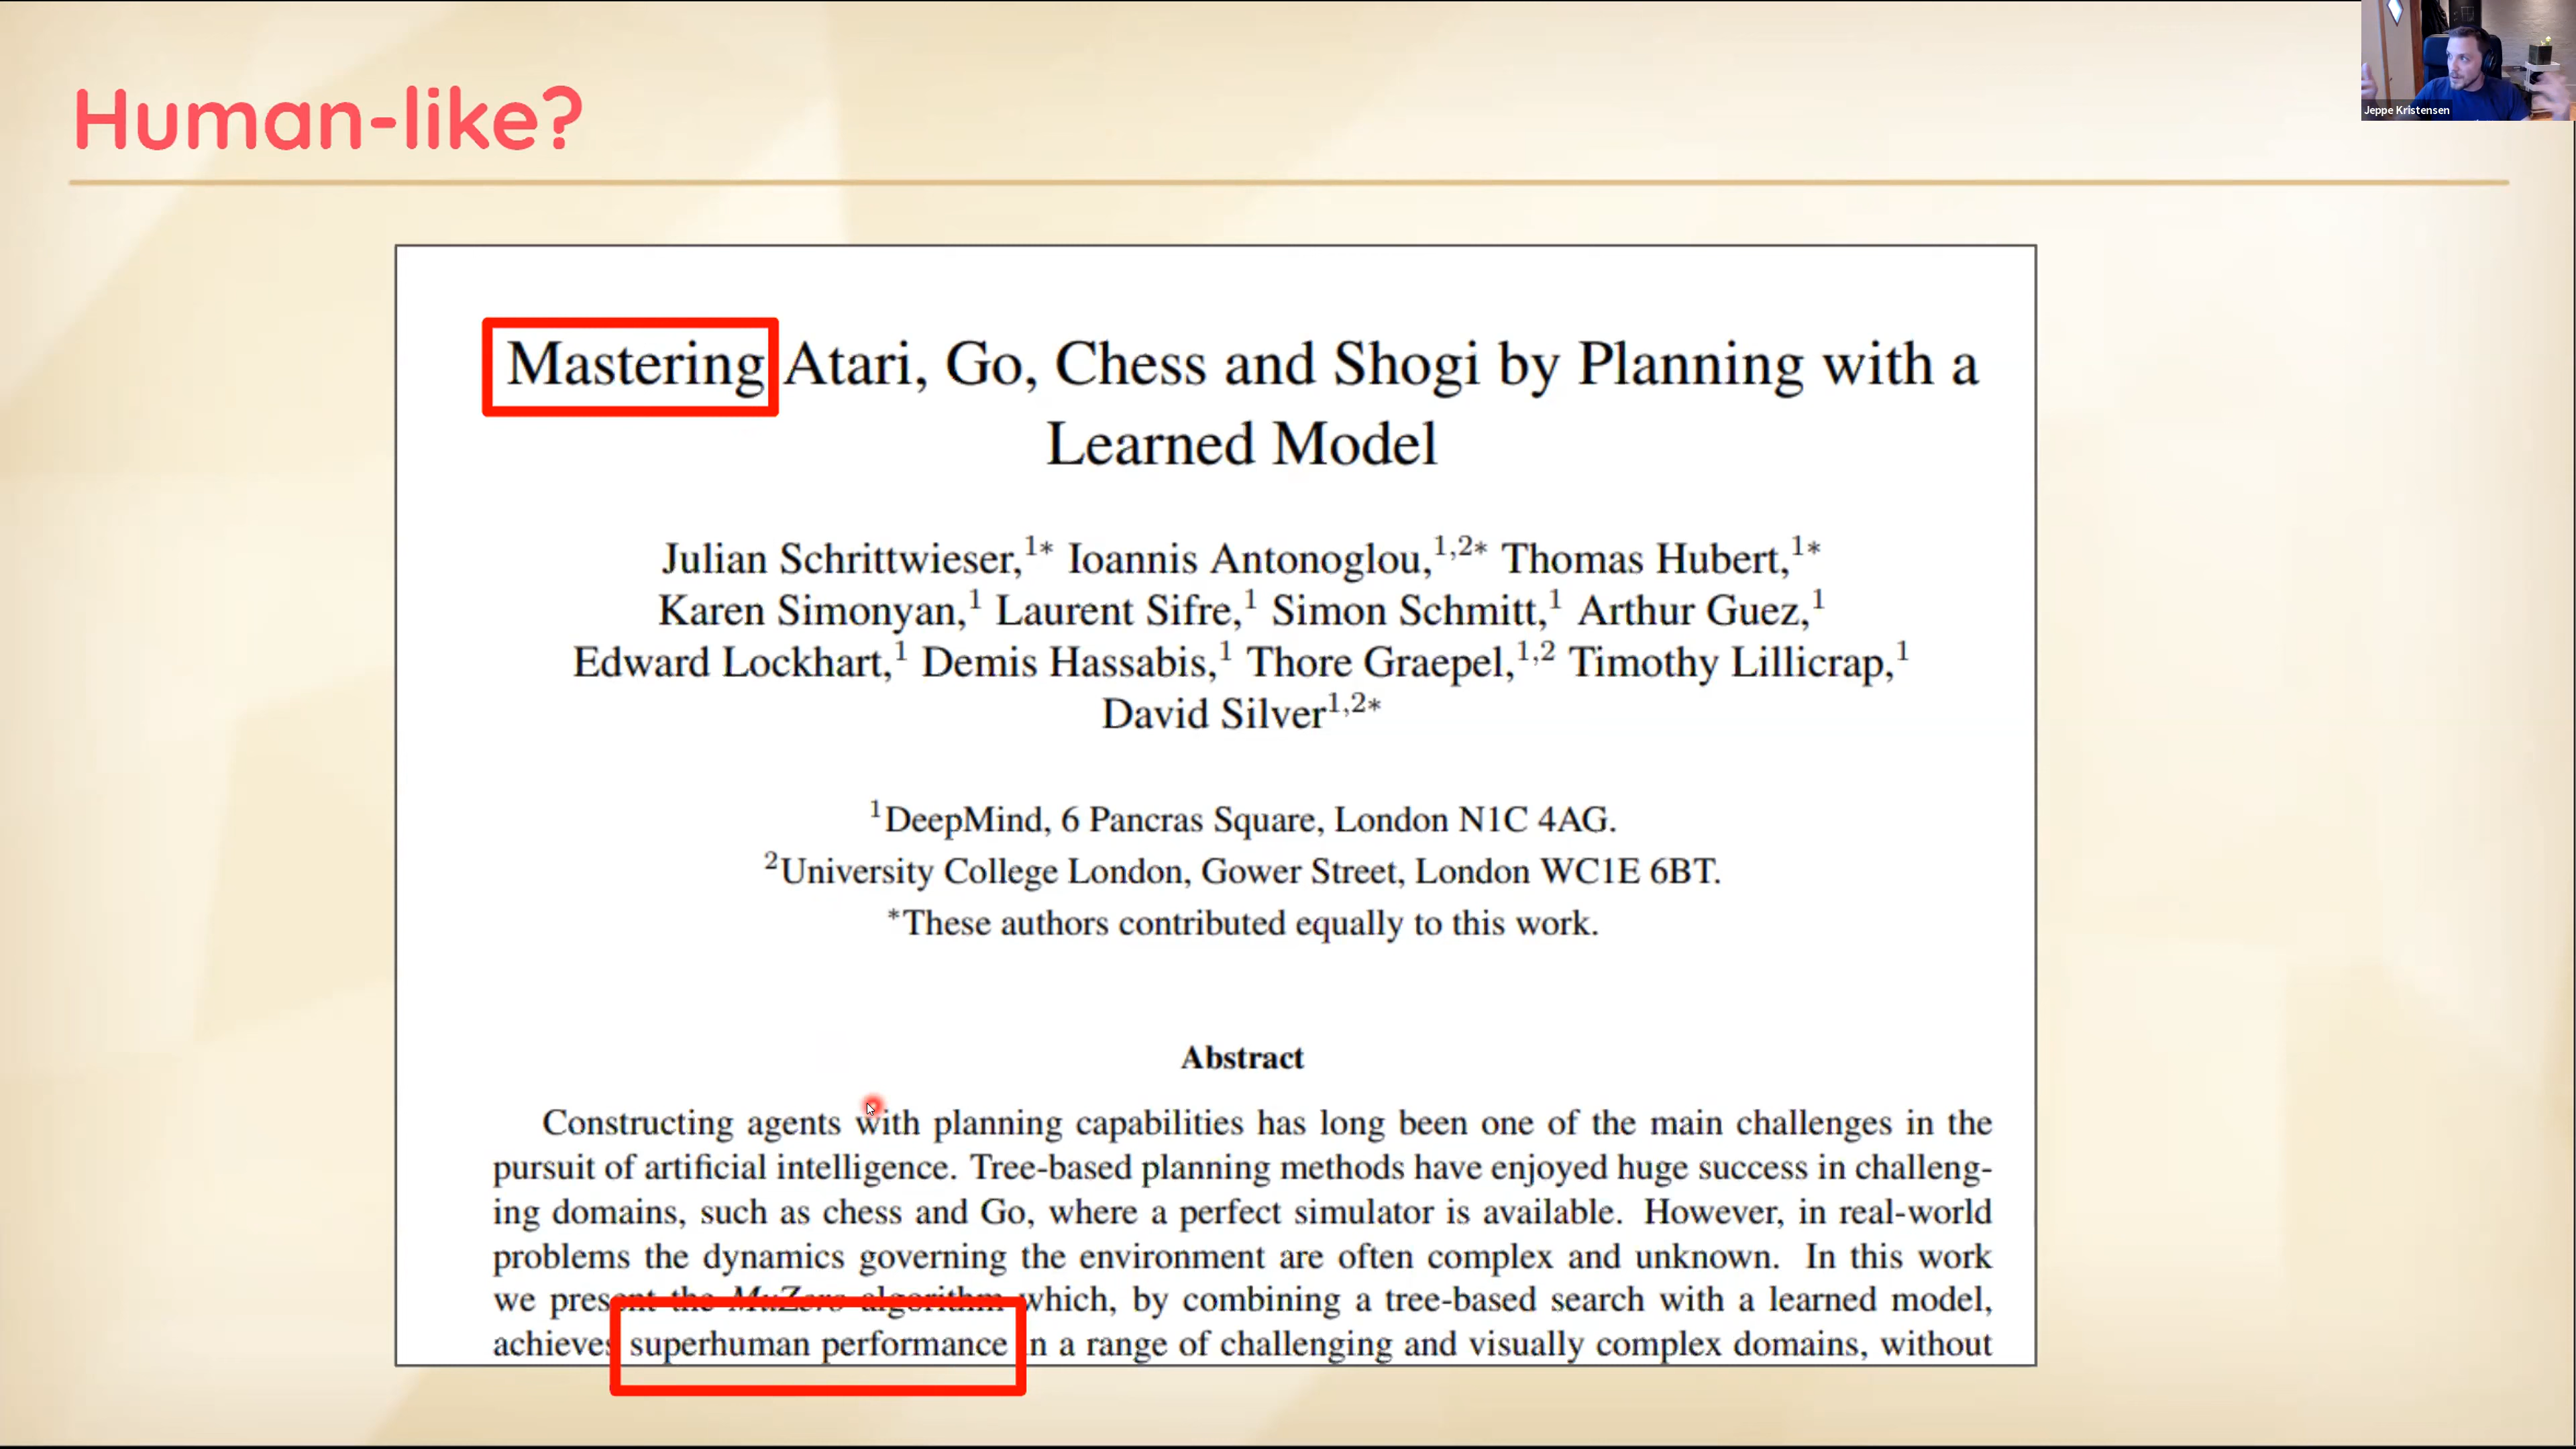 Human-like?
Jeppe Kristensen
Mastering Atari, Go, Chess and Shogi by Planning with a
Learned Model
Julian Schrittwieser,1* Ioannis Antonoglou,1,2* Thomas Hubert,1*
Karen Simonyan,1 Laurent Sifre,1 Simon Schmitt,1 Arthur Guez,1
Edward Lockhart,1 Demis Hassabis,1 Thore Graepel,1,2 Timothy Lillicrap,1
David Silver1,2*
1DeepMind, 6 Pancras Square, London N1C 4AG.
2University College London, Gower Street, London WC1E 6BT.
*These authors contributed equally to this work.
Abstract
Constructing agents with planning capabilities has long been one of the main challenges in the
pursuit of artificial intelligence. Tree-based planning methods have enjoyed huge success in challeng-
ing domains, such as chess and Go, where a perfect simulator is available. However, in real-world
problems the dynamics governing the environment are often complex and unknown. In this work
we present the MuZero algorithm which, by combining a tree-based search with a learned model,
achieves superhuman performance in a range of challenging and visually complex domains, without